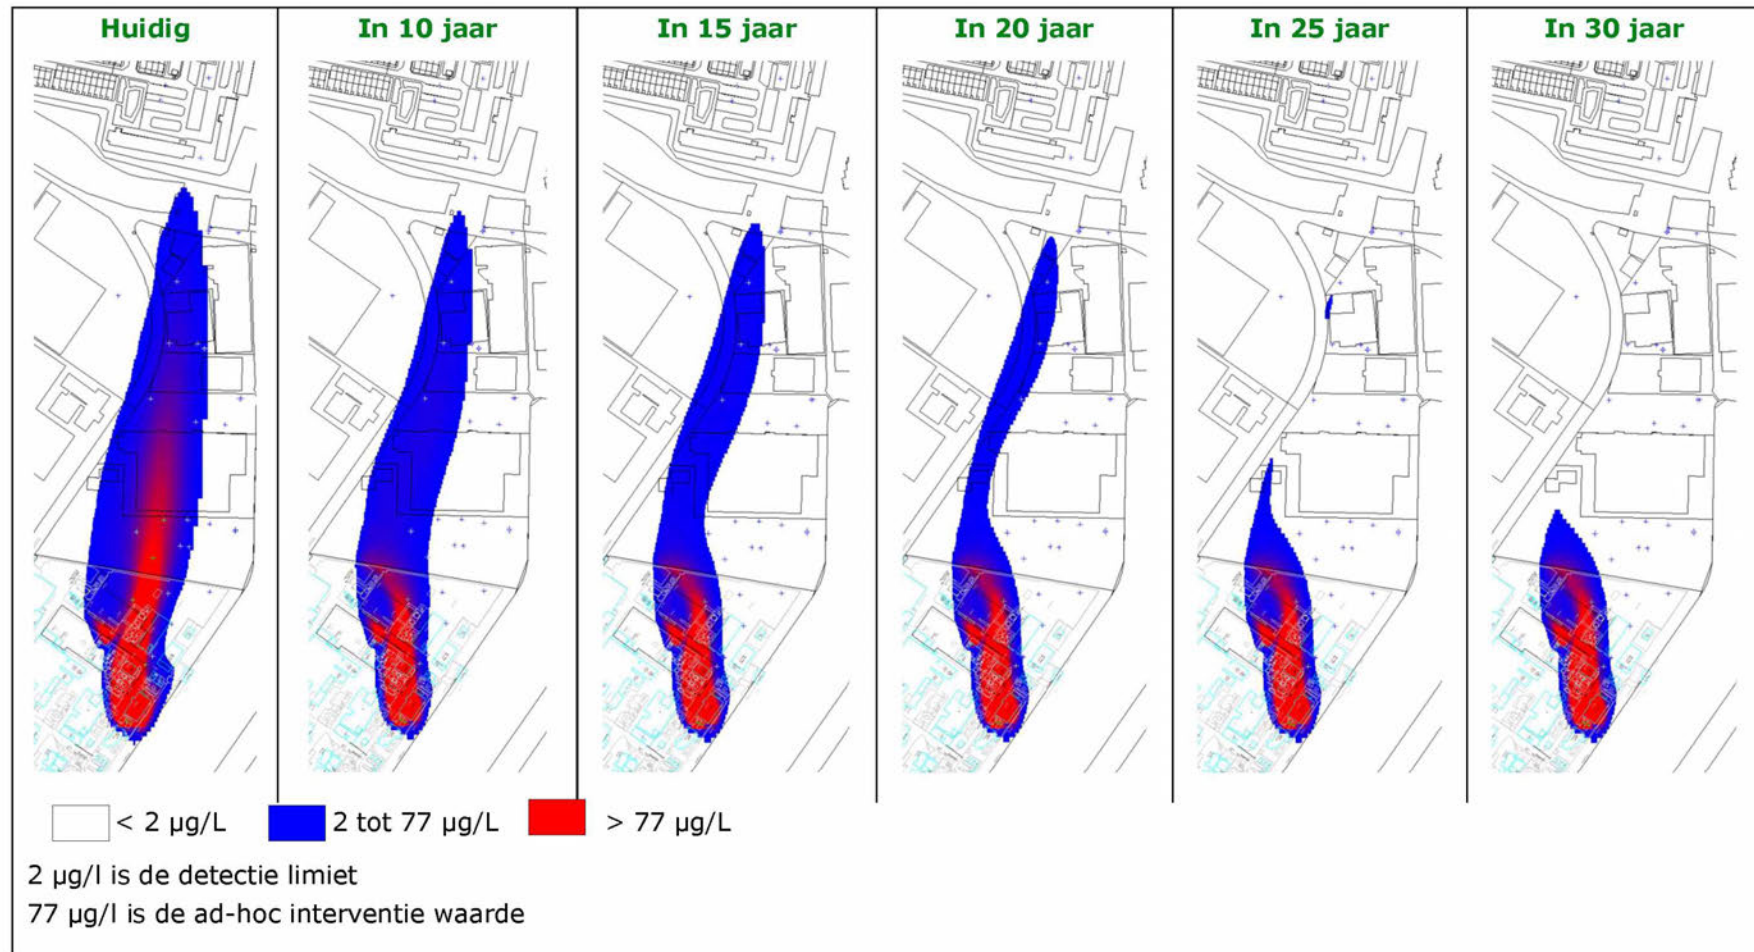 Huidig
In 10 jaar
In 15 jaar
In 20 jaar
In 25 jaar
In 30 jaar
< 2 µg/L
2 tot 77 µg/L
> 77 µg/L
2 µg/l is de detectie limiet
77 µg/l is de ad-hoc interventie waarde